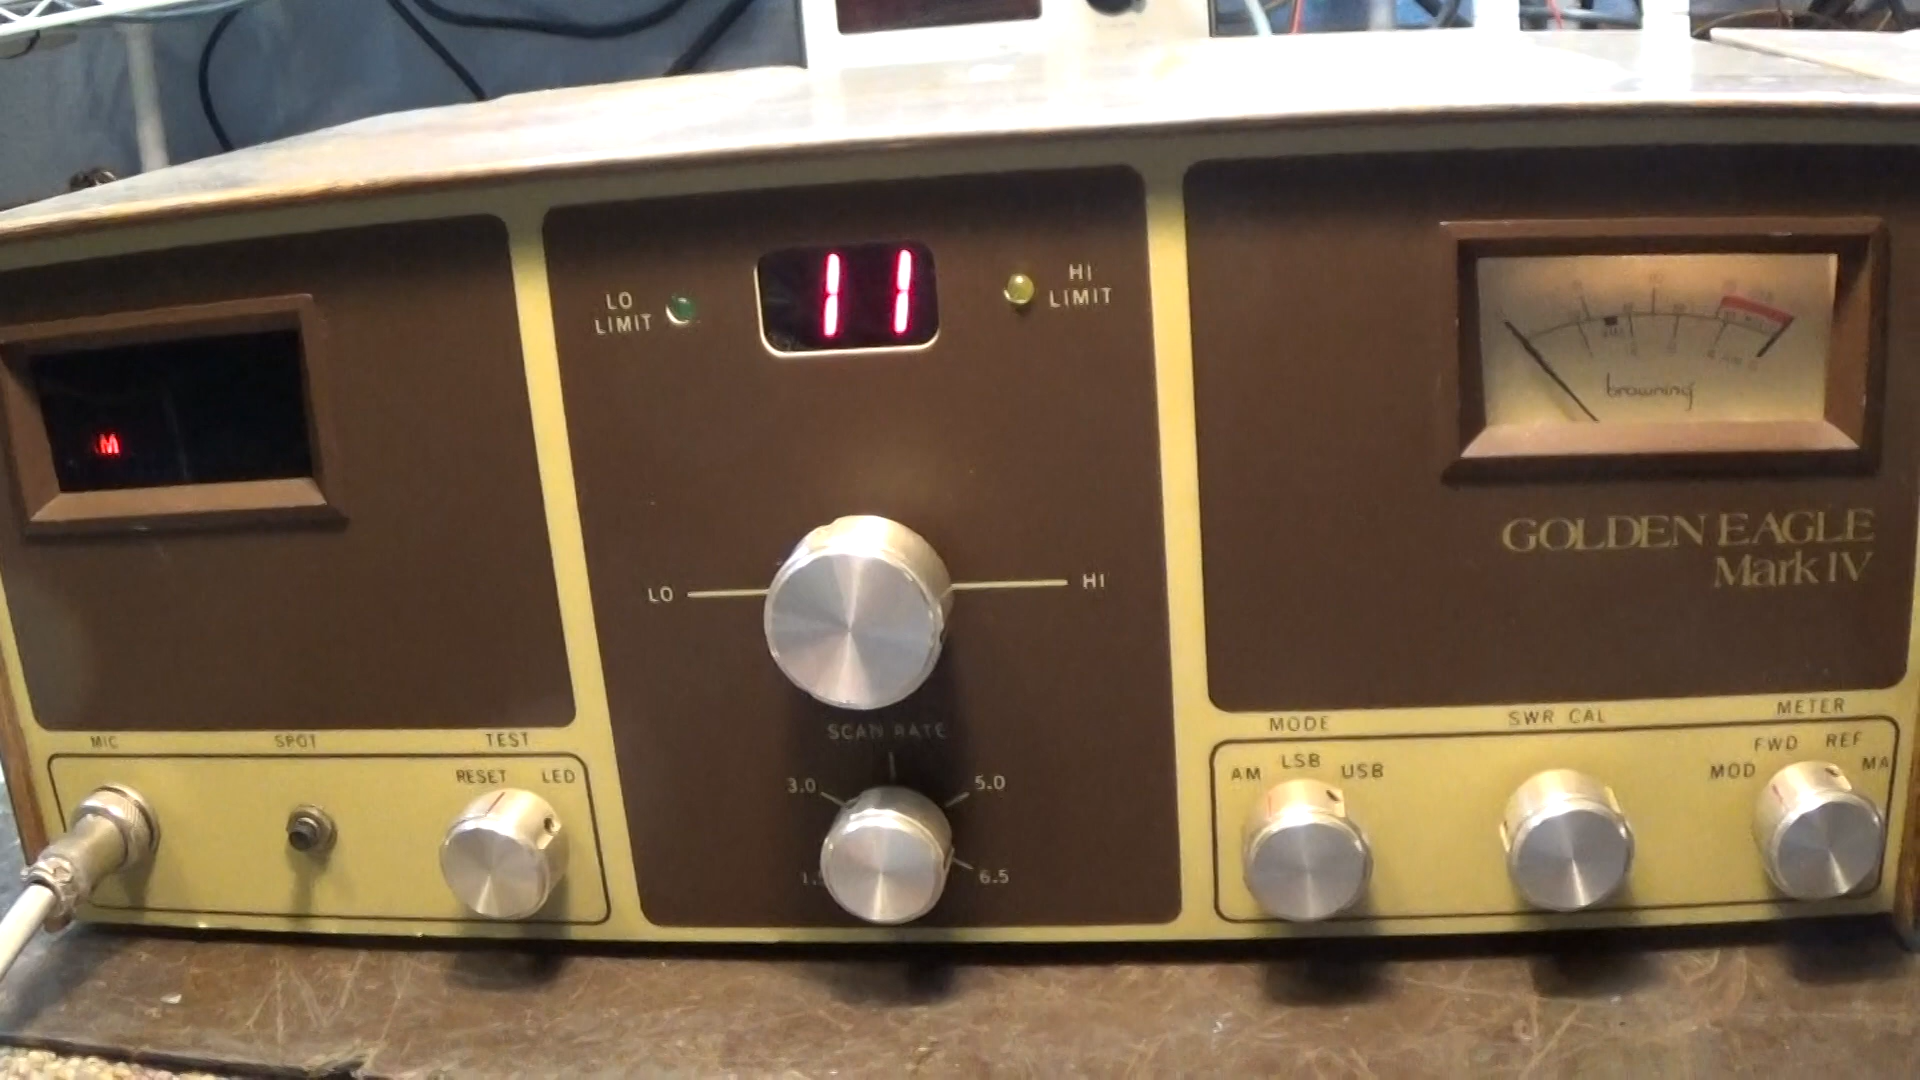 LO
LIMIT
11
HI
LIMIT
M
browning
GOLDEN EAGLE
Mark IV
LO
HI
SCAN RATE
3.0
5.0
6.5
MIC
SPOT
TEST
RESET
LED
MODE
AM
LSB
USB
SWR CAL
METER
MOD
FWD
REF
MA